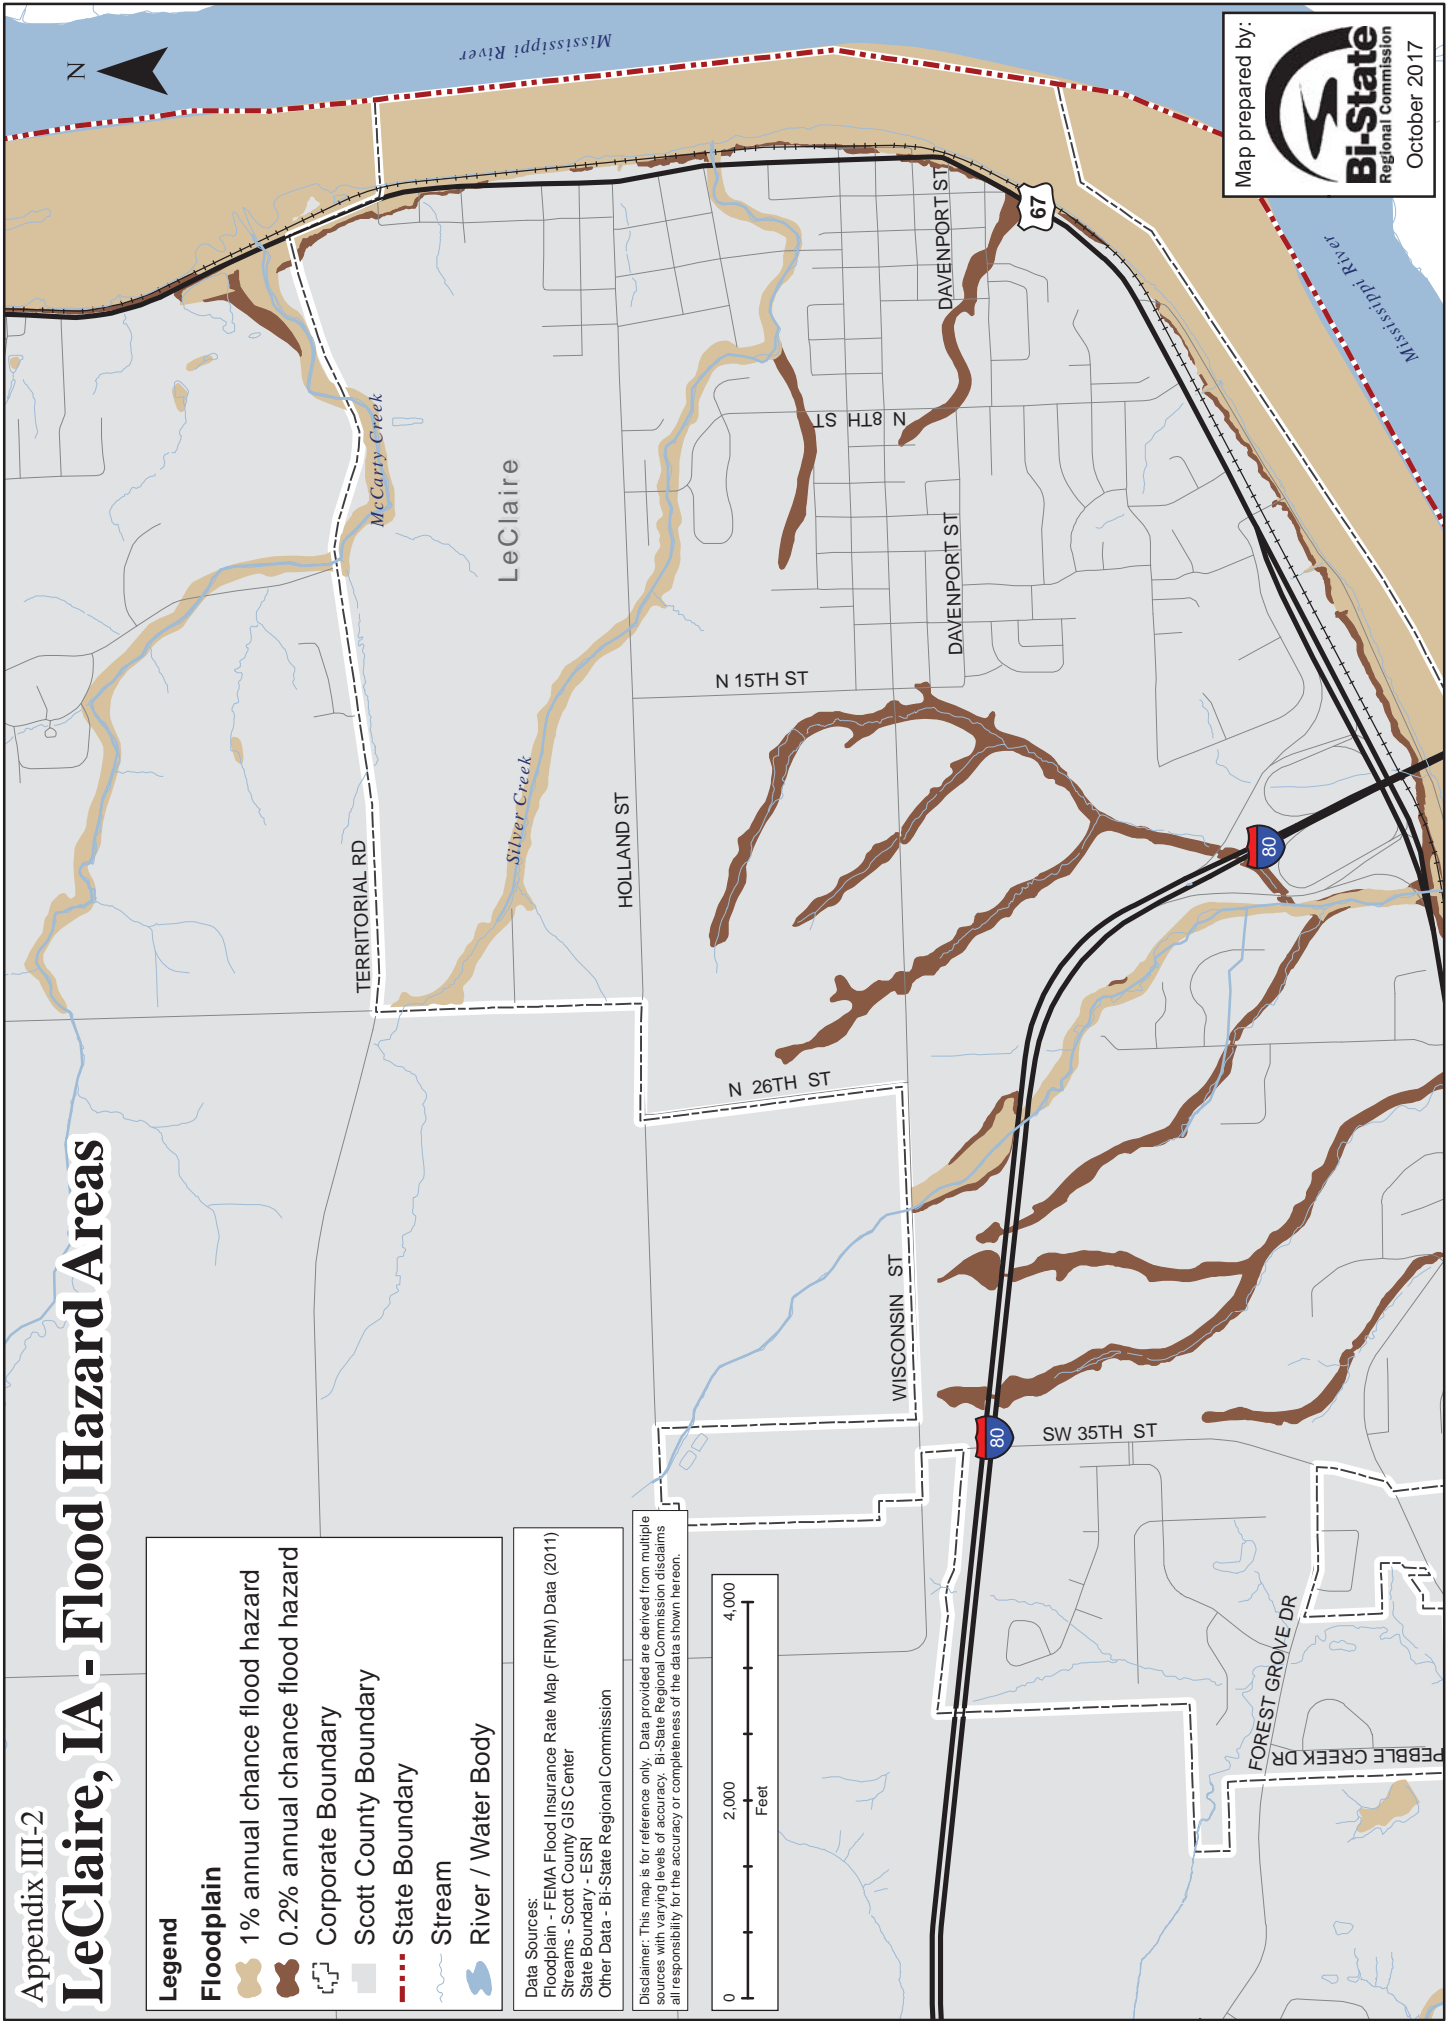 Appendix III-2
LeClaire, IA - Flood Hazard Areas
Legend
Floodplain
1% annual chance flood hazard
0.2% annual chance flood hazard
Corporate Boundary
Scott County Boundary
State Boundary
Stream
River / Water Body
Data Sources:
Floodplain - FEMA Flood Insurance Rate Map (FIRM) Data (2011)
Streams - Scott County GIS Center
State Boundary - ESRI
Other Data - Bi-State Regional Commission
Disclaimer: This map is for reference only. Data provided are derived from multiple
sources with varying levels of accuracy. Bi-State Regional Commission disclaims
all responsibility for the accuracy or completeness of the data shown hereon.
0 2,000 4,000
Feet
N
Mississippi River
McCarty Creek
LeClaire
TERRITORIAL RD
Silver Creek
HOLLAND ST
N 15TH ST
N 8TH ST
DAVENPORT ST
DAVENPORT ST
67
N 26TH ST
WISCONSIN ST
80
80
SW 35TH ST
FOREST GROVE DR
PEBBLE CREEK DR
Mississippi River
Map prepared by:
Bi-State
Regional Commission
October 2017